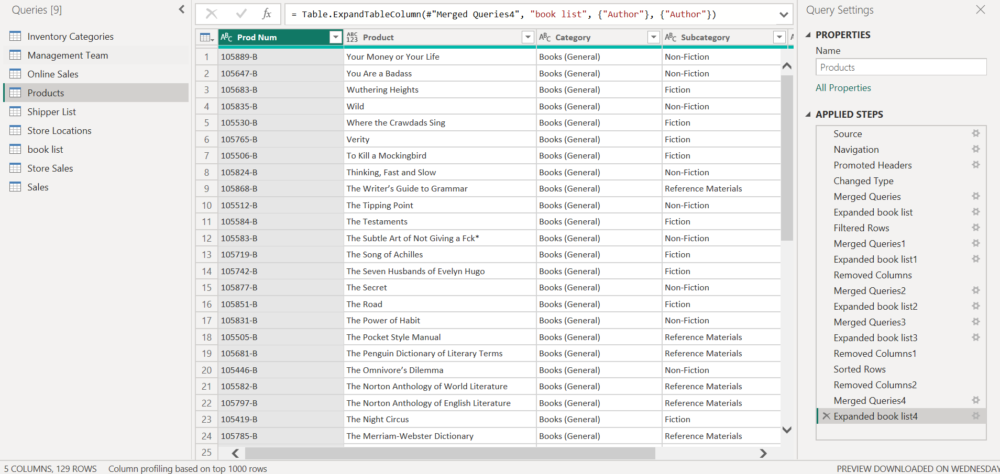 Queries [9]
Inventory Categories
Management Team
Online Sales
Products
Shipper List
Store Locations
book list
Store Sales
Sales
fx
= Table.ExpandTableColumn(#"Merged Queries4", "book list", {"Author"}, {"Author"})
ABC Prod Num ABC 123 Product ABC Category ABC Subcategory A
1 105889-B Your Money or Your Life Books (General) Non-Fiction
2 105647-B You Are a Badass Books (General) Non-Fiction
3 105683-B Wuthering Heights Books (General) Fiction
4 105835-B Wild Books (General) Non-Fiction
5 105530-B Where the Crawdads Sing Books (General) Fiction
6 105765-B Verity Books (General) Fiction
7 105506-B To Kill a Mockingbird Books (General) Fiction
8 105824-B Thinking, Fast and Slow Books (General) Non-Fiction
9 105868-B The Writer’s Guide to Grammar Books (General) Reference Materials
10 105512-B The Tipping Point Books (General) Non-Fiction
11 105584-B The Testaments Books (General) Fiction
12 105583-B The Subtle Art of Not Giving a Fck* Books (General) Non-Fiction
13 105719-B The Song of Achilles Books (General) Fiction
14 105742-B The Seven Husbands of Evelyn Hugo Books (General) Fiction
15 105877-B The Secret Books (General) Non-Fiction
16 105851-B The Road Books (General) Fiction
17 105831-B The Power of Habit Books (General) Non-Fiction
18 105505-B The Pocket Style Manual Books (General) Reference Materials
19 105681-B The Penguin Dictionary of Literary Terms Books (General) Reference Materials
20 105446-B The Omnivore’s Dilemma Books (General) Non-Fiction
21 105582-B The Norton Anthology of World Literature Books (General) Reference Materials
22 105797-B The Norton Anthology of English Literature Books (General) Reference Materials
23 105419-B The Night Circus Books (General) Fiction
24 105785-B The Merriam-Webster Dictionary Books (General) Reference Materials
25
Query Settings
PROPERTIES
Name
Products
All Properties
APPLIED STEPS
Source
Navigation
Promoted Headers
Changed Type
Merged Queries
Expanded book list
Filtered Rows
Merged Queries1
Expanded book list1
Removed Columns
Merged Queries2
Expanded book list2
Merged Queries3
Expanded book list3
Removed Columns1
Sorted Rows
Removed Columns2
Merged Queries4
Expanded book list4
5 COLUMNS, 129 ROWS Column profiling based on top 1000 rows
PREVIEW DOWNLOADED ON WEDNESDAY